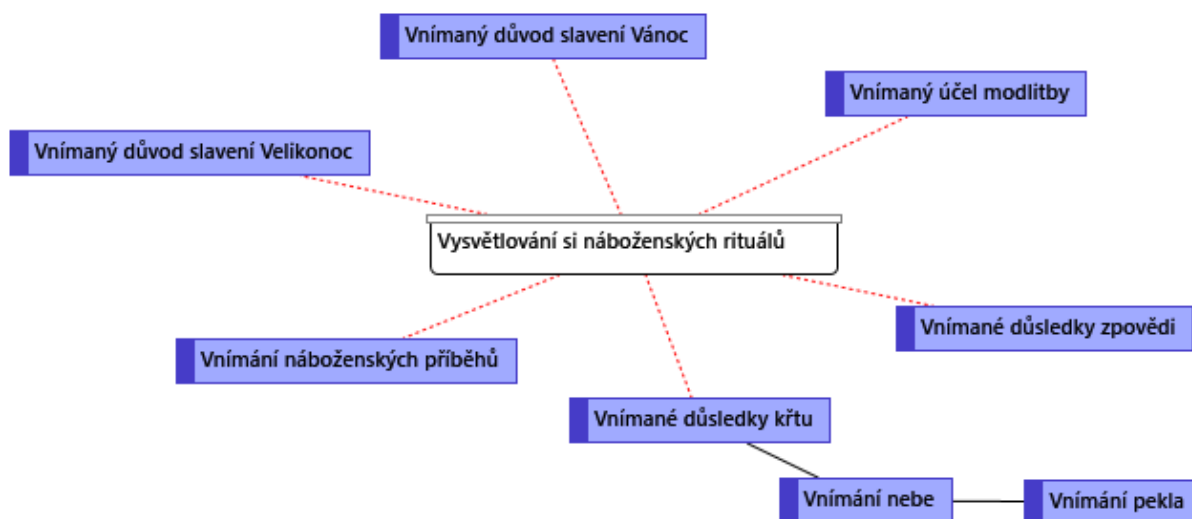 Vnímaný důvod slavení Vánoc
Vnímaný účel modlitby
Vnímaný důvod slavení Velikonoc
Vysvětlování si náboženských rituálů
Vnímané důsledky zpovědi
Vnímání náboženských příběhů
Vnímané důsledky křtu
Vnímání nebe
Vnímání pekla